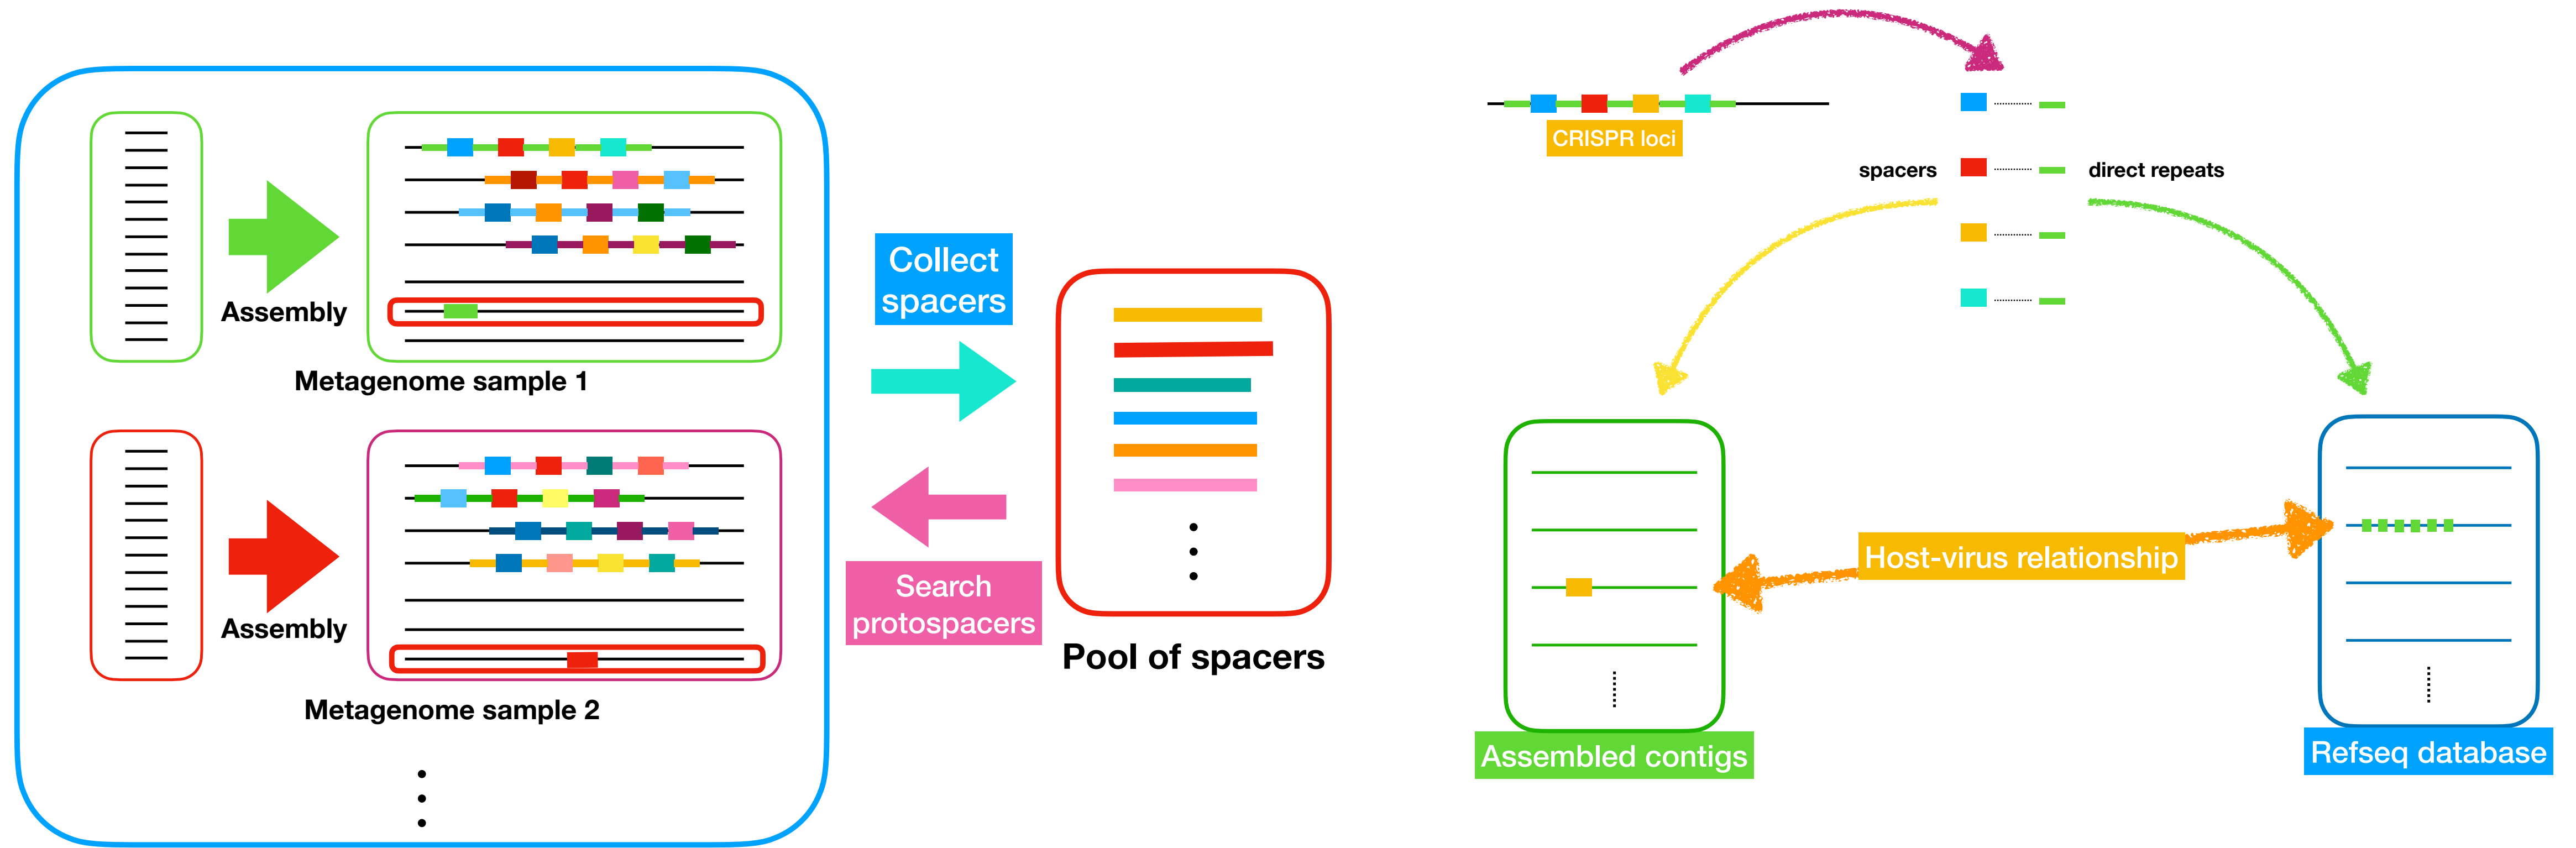 Assembly
Metagenome sample 1
Assembly
Metagenome sample 2
Collect
spacers
Search
protospacers
Pool of spacers
CRISPR loci
spacers
direct repeats
Host-virus relationship
Assembled contigs
Refseq database